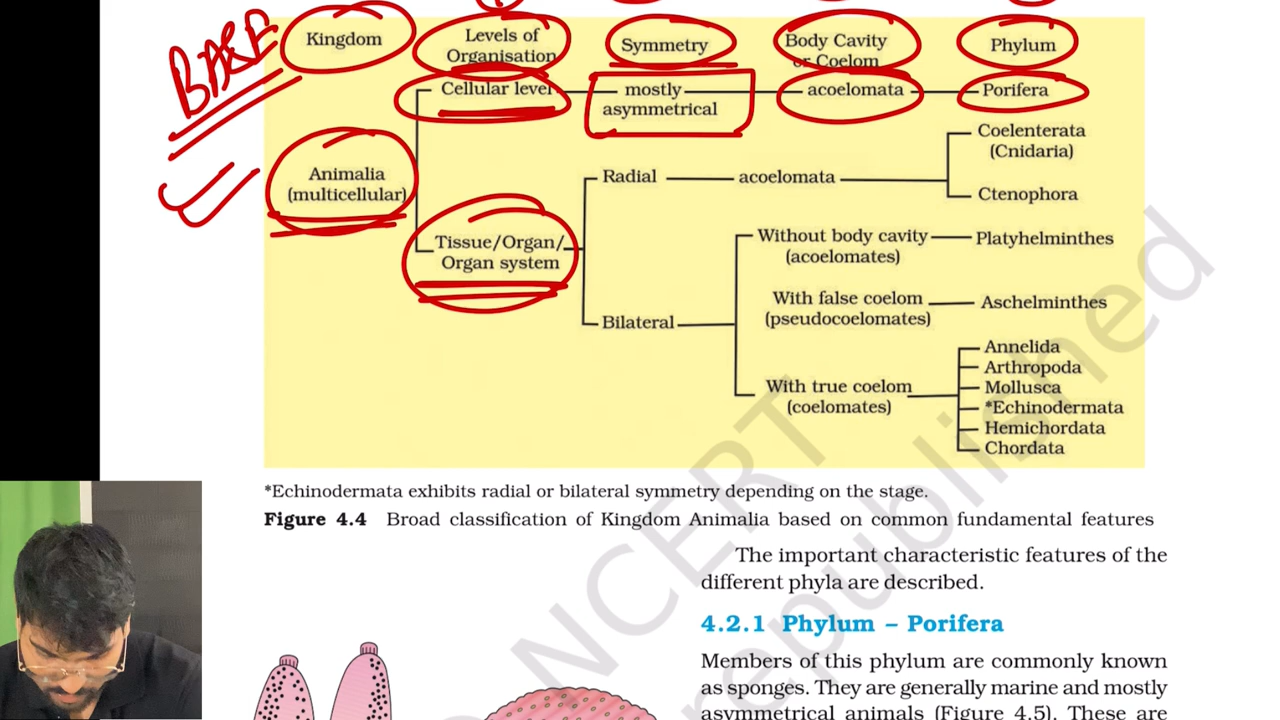 BASE
Kingdom
Levels of
Organisation
Symmetry
Body Cavity
or Coelom
Phylum
Cellular level
mostly
asymmetrical
acoelomata
Porifera
Animalia
(multicellular)
Tissue/Organ/
Organ system
Radial
acoelomata
Coelenterata
(Cnidaria)
Ctenophora
Bilateral
Without body cavity
(acoelomates)
Platyhelminthes
With false coelom
(pseudocoelomates)
Aschelminthes
With true coelom
(coelomates)
Annelida
Arthropoda
Mollusca
*Echinodermata
Hemichordata
Chordata
*Echinodermata exhibits radial or bilateral symmetry depending on the stage.
Figure 4.4 Broad classification of Kingdom Animalia based on common fundamental features
The important characteristic features of the
different phyla are described.
4.2.1 Phylum – Porifera
Members of this phylum are commonly known
as sponges. They are generally marine and mostly
asymmetrical animals (Figure 4.5). These are
NCERT
republished